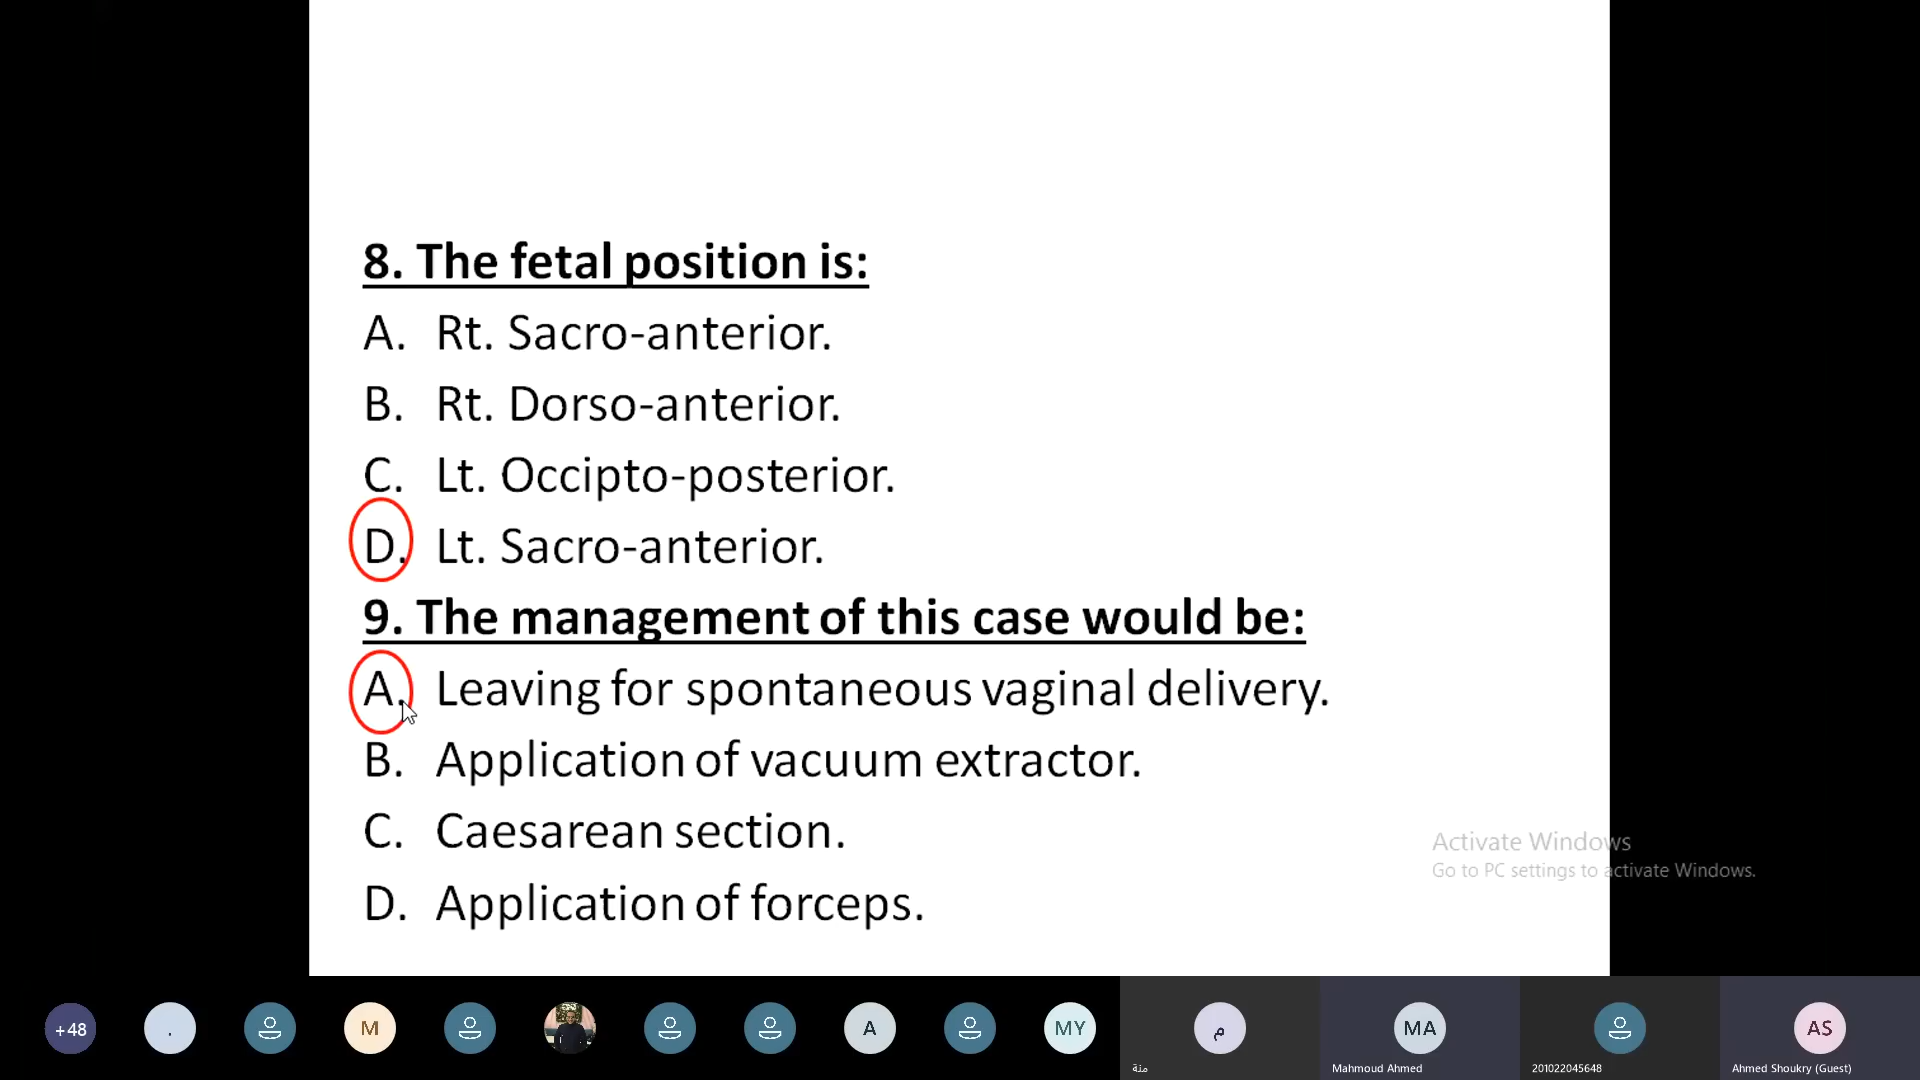 8. The fetal position is:
A. Rt. Sacro-anterior.
B. Rt. Dorso-anterior.
C. Lt. Occipto-posterior.
D. Lt. Sacro-anterior.
9. The management of this case would be:
A. Leaving for spontaneous vaginal delivery.
B. Application of vacuum extractor.
C. Caesarean section.
D. Application of forceps.
Activate Windows
Go to PC settings to activate Windows.
+48
.
M
A
MY
م
MA
AS
منة
Mahmoud Ahmed
201022045648
Ahmed Shoukry (Guest)